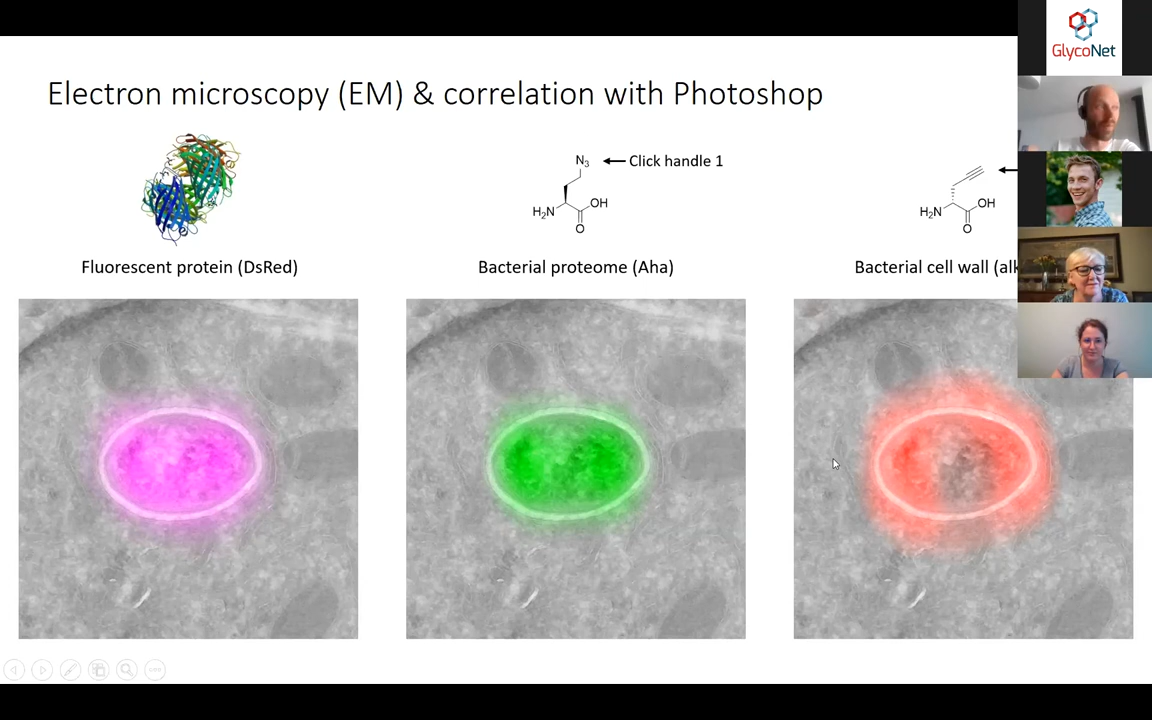 GlycoNet
Electron microscopy (EM) & correlation with Photoshop
N3
Click handle 1
H2N
OH
O
H2N
OH
O
Fluorescent protein (DsRed)
Bacterial proteome (Aha)
Bacterial cell wall (alk